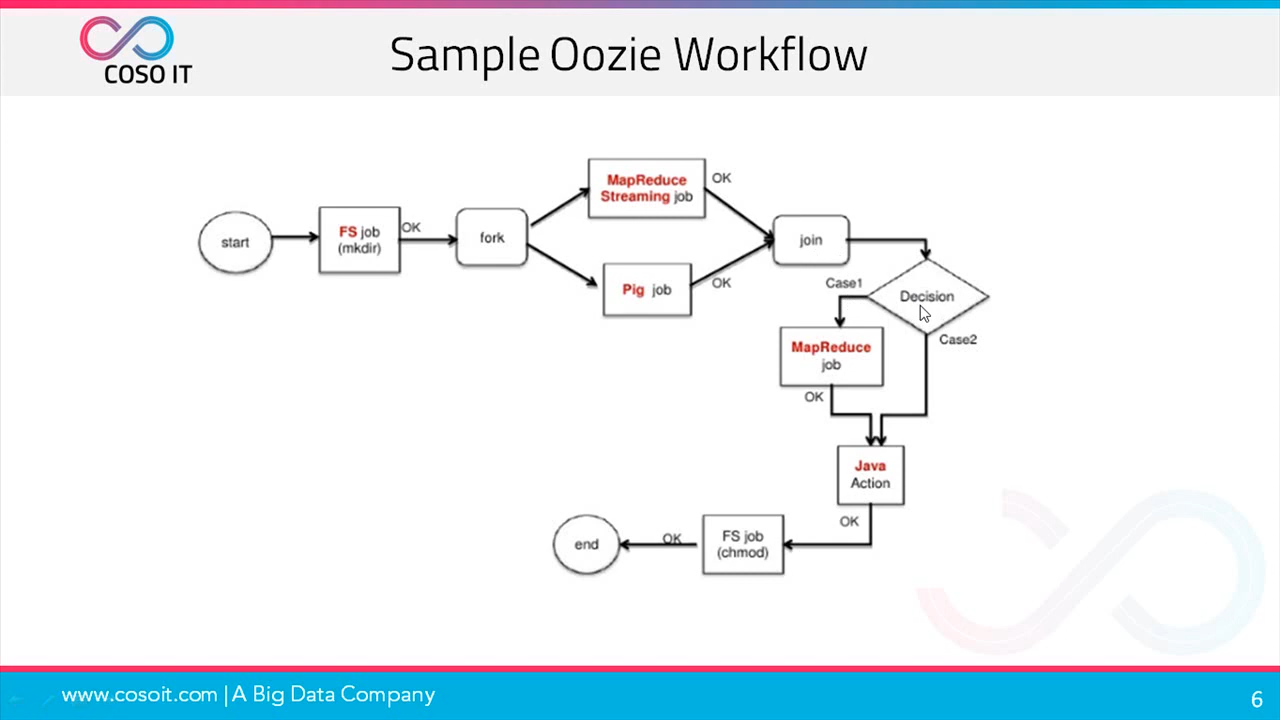 COSO IT
Sample Oozie Workflow
start
FS job
(mkdir)
OK
fork
MapReduce
Streaming job
OK
Pig job
OK
join
Decision
Case1
Case2
MapReduce
job
OK
Java
Action
OK
FS job
(chmod)
OK
end
www.cosoit.com | A Big Data Company
6